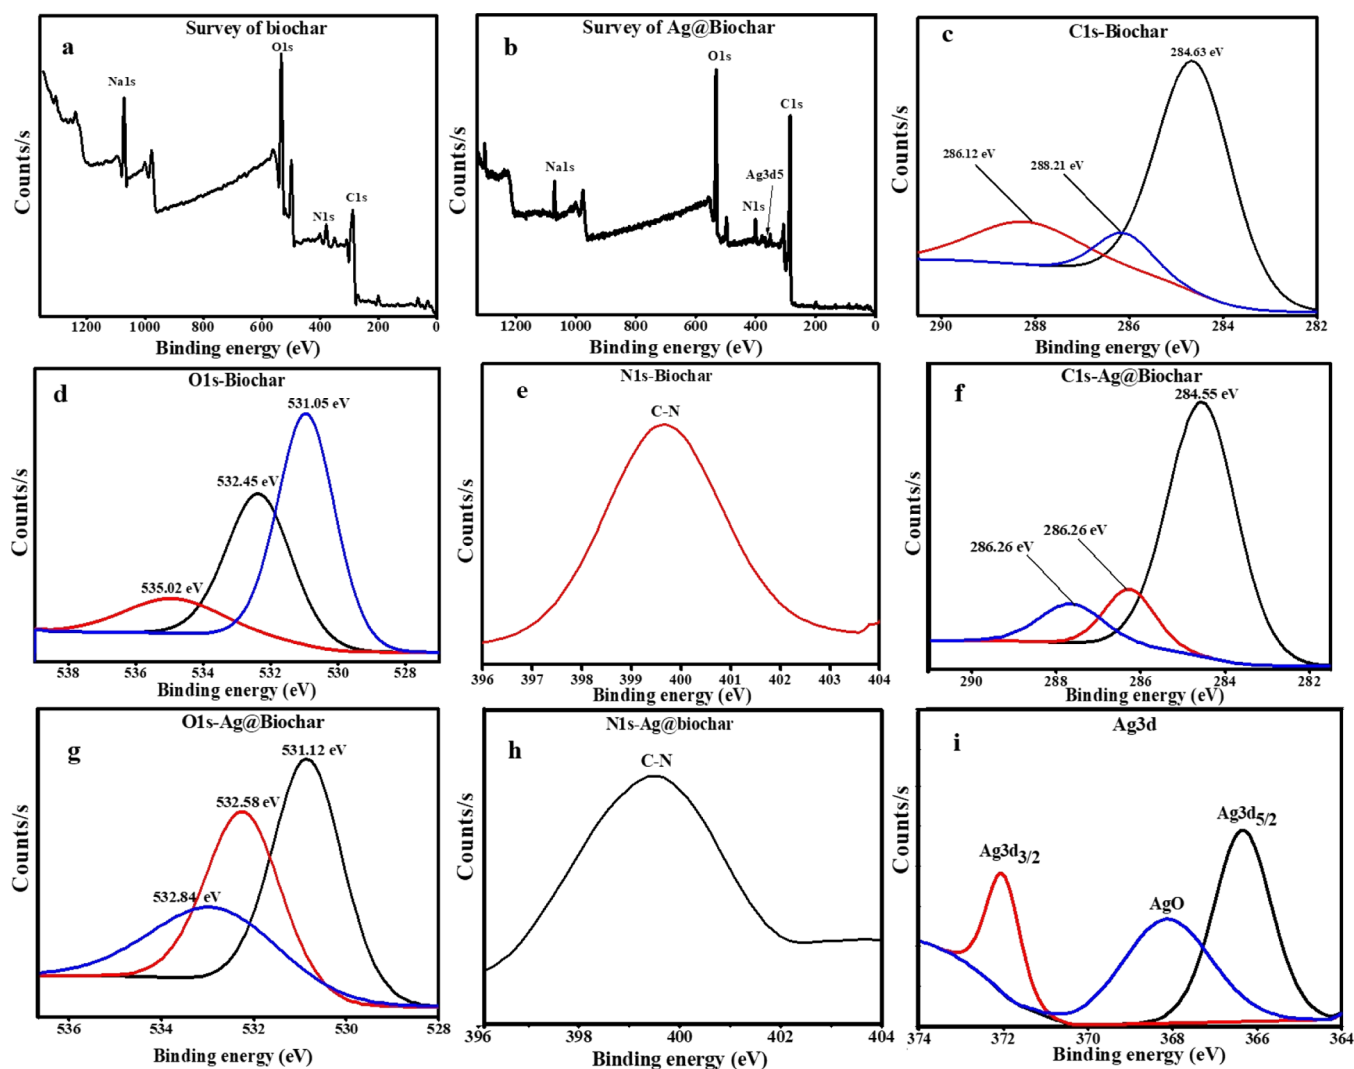 Survey of biochar
a
O1s
Na1s
N1s
C1s
Counts/s
1200 1000 800 600 400 200 0
Binding energy (eV)
Survey of Ag@Biochar
b
O1s
C1s
Na1s
Ag3d5
N1s
Counts/s
1200 1000 800 600 400 200 0
Binding energy (eV)
C1s-Biochar
c
284.63 eV
286.12 eV
288.21 eV
Counts/s
290 288 286 284 282
Binding energy (eV)
O1s-Biochar
d
531.05 eV
532.45 eV
535.02 eV
Counts/s
538 536 534 532 530 528
Binding energy (eV)
N1s-Biochar
e
C-N
Counts/s
396 397 398 399 400 401 402 403 404
Binding energy (eV)
C1s-Ag@Biochar
f
284.55 eV
286.26 eV
286.26 eV
Counts/s
290 288 286 284 282
Binding energy (eV)
O1s-Ag@Biochar
g
531.12 eV
532.58 eV
532.84 eV
Counts/s
536 534 532 530 528
Binding energy (eV)
N1s-Ag@biochar
h
C-N
Counts/s
396 398 400 402 404
Binding energy (eV)
Ag3d
i
Ag3d5/2
Ag3d3/2
AgO
Counts/s
374 372 370 368 366 364
Binding energy (eV)